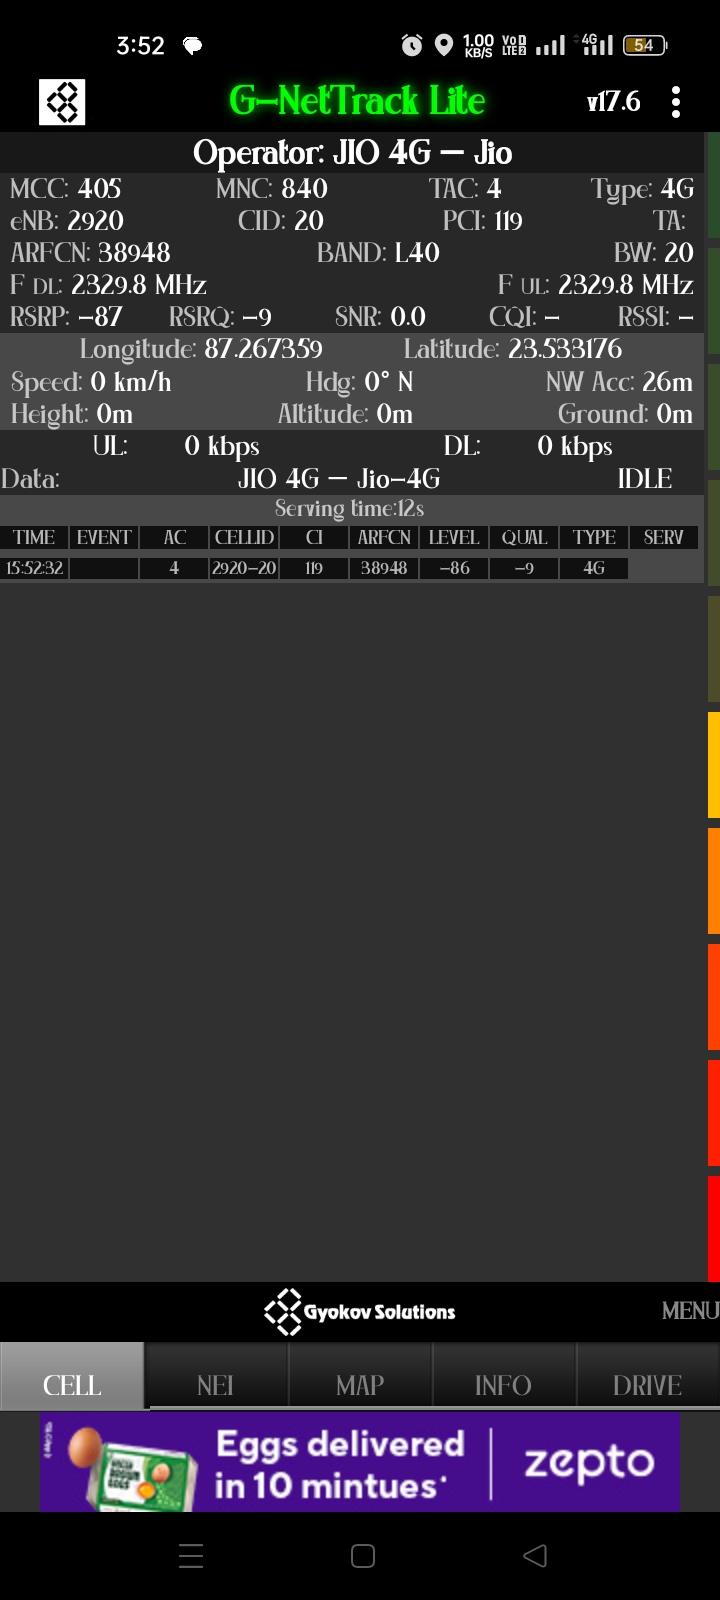 3:52 1.00 KB/S Vo LTE2 4G 54
G-NetTrack Lite v17.6
Operator: JIO 4G — Jio
MCC: 405 MNC: 840 TAC: 4 Type: 4G
eNB: 2920 CID: 20 PCI: 119 TA:
ARFCN: 38948 BAND: L40 BW: 20
F DL: 2329.8 MHz F UL: 2329.8 MHz
RSRP: -87 RSRQ: -9 SNR: 0.0 CQI: - RSSI: -
Longitude: 87.267359 Latitude: 23.533176
Speed: 0 km/h Hdg: 0° N NW Acc: 26m
Height: 0m Altitude: 0m Ground: 0m
UL: 0 kbps DL: 0 kbps
Data: JIO 4G — Jio-4G IDLE
Serving time:12s
TIME EVENT AC CELLID CI ARFCN LEVEL QUAL TYPE SERV
15:52:32 4 2920-20 119 38948 -86 -9 4G
Gyokov Solutions MENU
CELL NEI MAP INFO DRIVE
Eggs delivered
in 10 mintues*
zepto